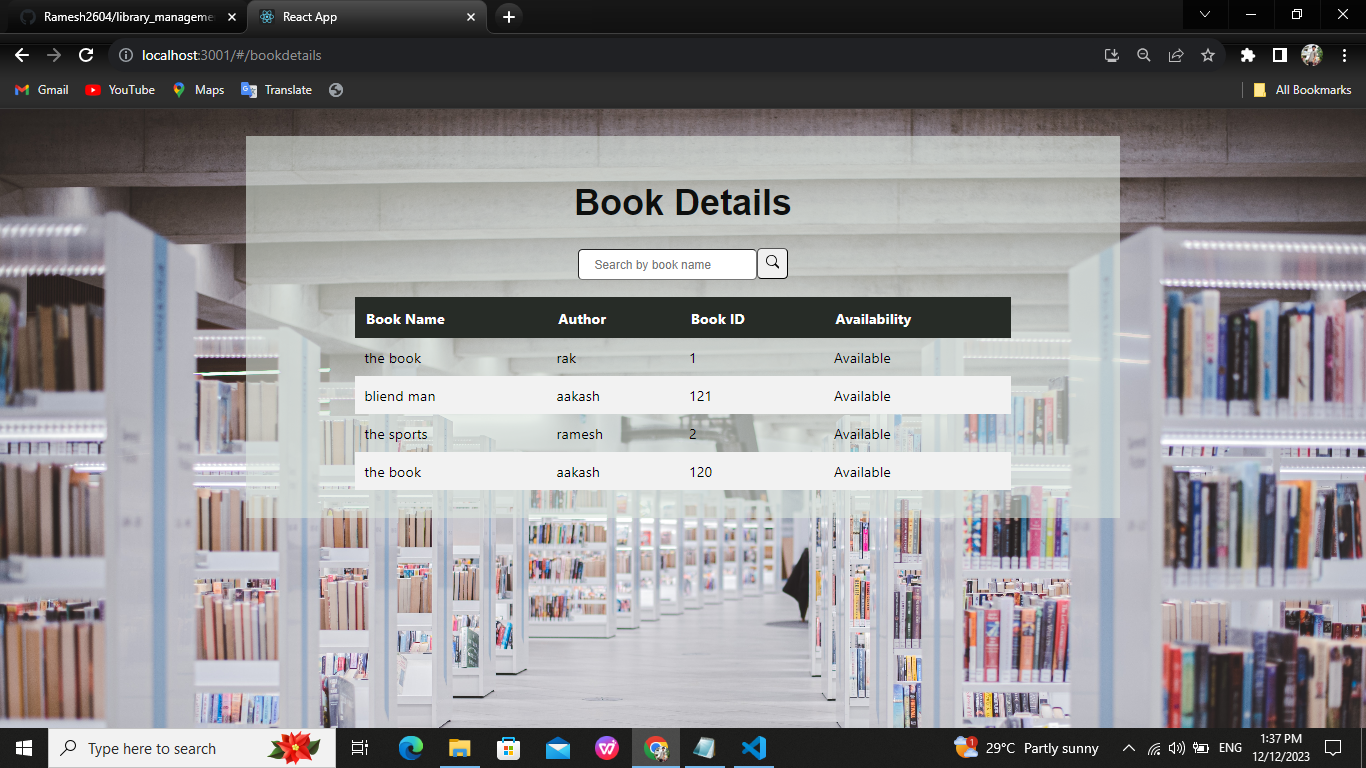 Ramesh2604/library_manageme
React App
localhost:3001/#/bookdetails
Gmail YouTube Maps Translate All Bookmarks
Book Details
Search by book name
Book Name Author Book ID Availability
the book rak 1 Available
bliend man aakash 121 Available
the sports ramesh 2 Available
the book aakash 120 Available
Type here to search
1
29°C Partly sunny
ENG
1:37 PM
12/12/2023